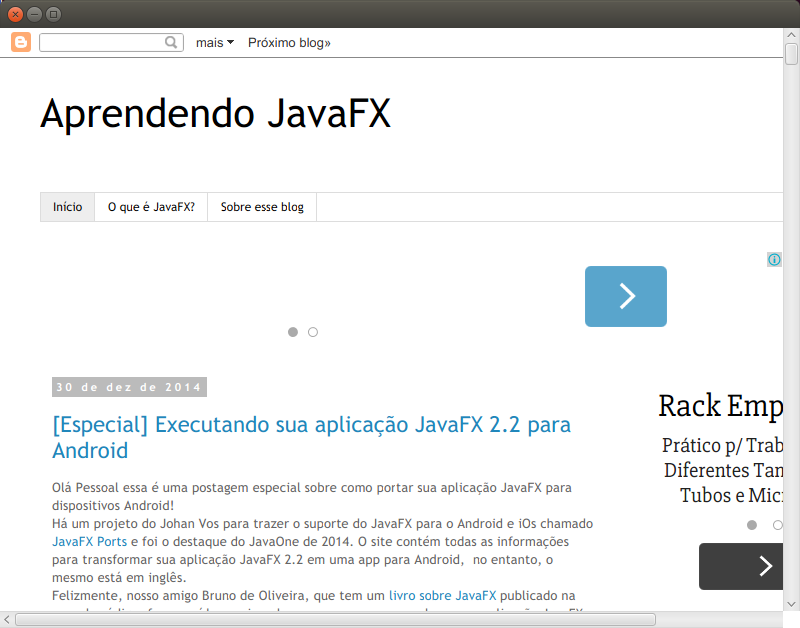 mais Próximo blog»
Aprendendo JavaFX
Início O que é JavaFX? Sobre esse blog
30 de dez de 2014
[Especial] Executando sua aplicação JavaFX 2.2 para
Android
Olá Pessoal essa é uma postagem especial sobre como portar sua aplicação JavaFX para
dispositivos Android!
Há um projeto do Johan Vos para trazer o suporte do JavaFX para o Android e iOs chamado
JavaFX Ports e foi o destaque do JavaOne de 2014. O site contém todas as informações
para transformar sua aplicação JavaFX 2.2 em uma app para Android, no entanto, o
mesmo está em inglês.
Felizmente, nosso amigo Bruno de Oliveira, que tem um livro sobre JavaFX publicado na
Rack Emp
Prático p/ Trab
Diferentes Tam
Tubos e Mic